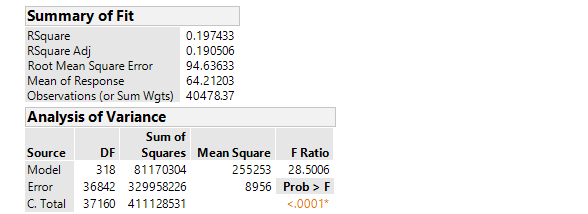 Summary of Fit
RSquare 0.197433
RSquare Adj 0.190506
Root Mean Square Error 94.63633
Mean of Response 64.21203
Observations (or Sum Wgts) 40478.37
Analysis of Variance
Sum of
Source DF Squares Mean Square F Ratio
Model 318 81170304 255253 28.5006
Error 36842 329958226 8956 Prob > F
C. Total 37160 411128531 <.0001*